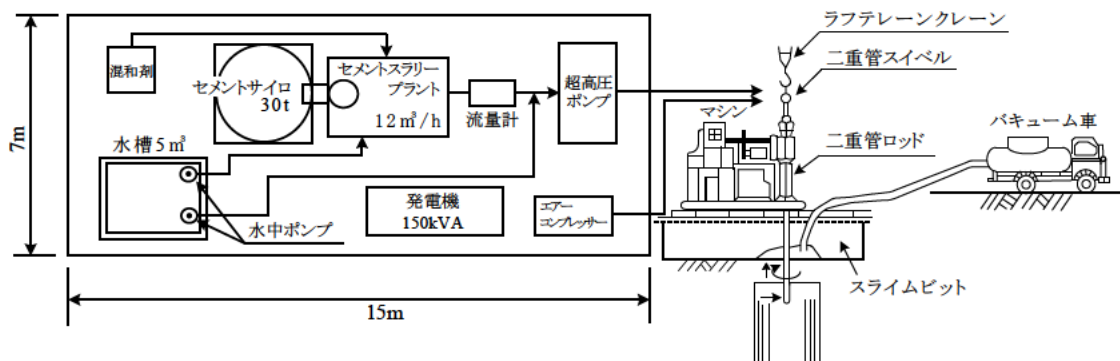 混和剤
セメントサイロ
30t
セメントスラリー
プラント
12㎥/h
流量計
超高圧
ポンプ
水槽5㎥
水中ポンプ
発電機
150kVA
エアー
コンプレッサー
7m
15m
ラフテレーンクレーン
二重管スイベル
マシン
二重管ロッド
バキューム車
スライムピット